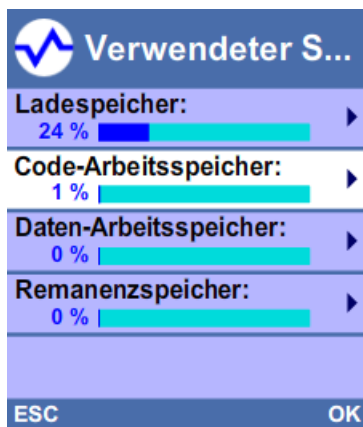 Verwendeter S...
Ladespeicher:
24 %
Code-Arbeitsspeicher:
1 %
Daten-Arbeitsspeicher:
0 %
Remanenzspeicher:
0 %
ESC OK